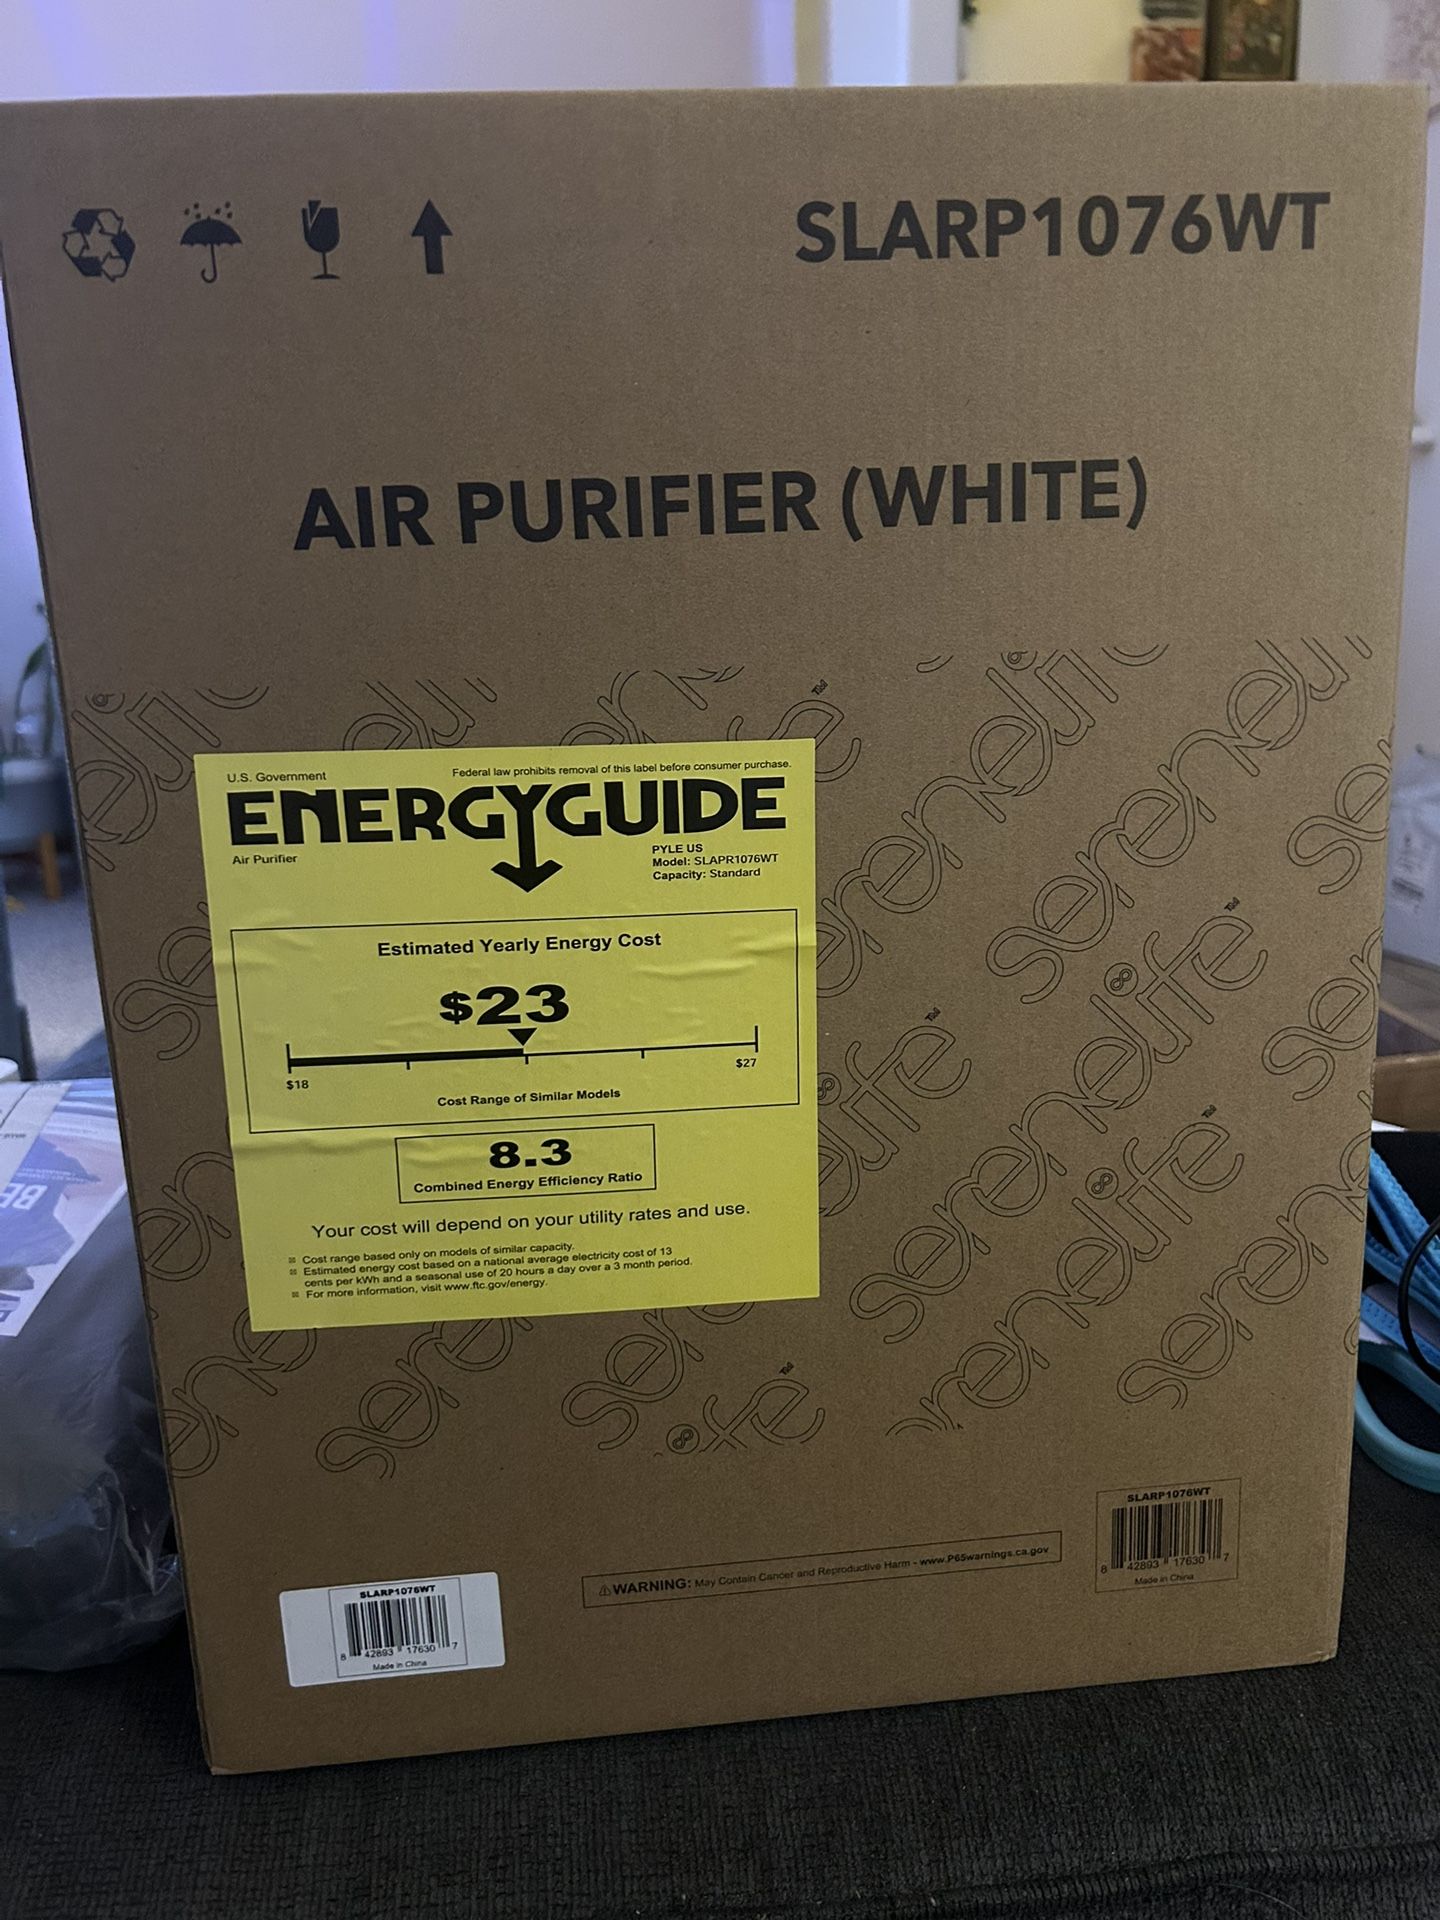 SLARP1076WT
AIR PURIFIER (WHITE)
U.S. Government
Federal law prohibits removal of this label before consumer purchase.
ENERGYGUIDE
Air Purifier
PYLE US
Model: SLAPR1076WT
Capacity: Standard
Estimated Yearly Energy Cost
$23
$18
$27
Cost Range of Similar Models
8.3
Combined Energy Efficiency Ratio
Your cost will depend on your utility rates and use.
Cost range based only on models of similar capacity.
Estimated energy cost based on a national average electricity cost of 13
cents per kWh and a seasonal use of 20 hours a day over a 3 month period.
For more information, visit www.ftc.gov/energy.
serenelife™
serenelife™
SLARP1076WT
8 42893 17630 7
Made in China
WARNING: May Contain Cancer and Reproductive Harm - www.P65warnings.ca.gov
SLARP1076WT
8 42893 17630 7
Made in China
BE